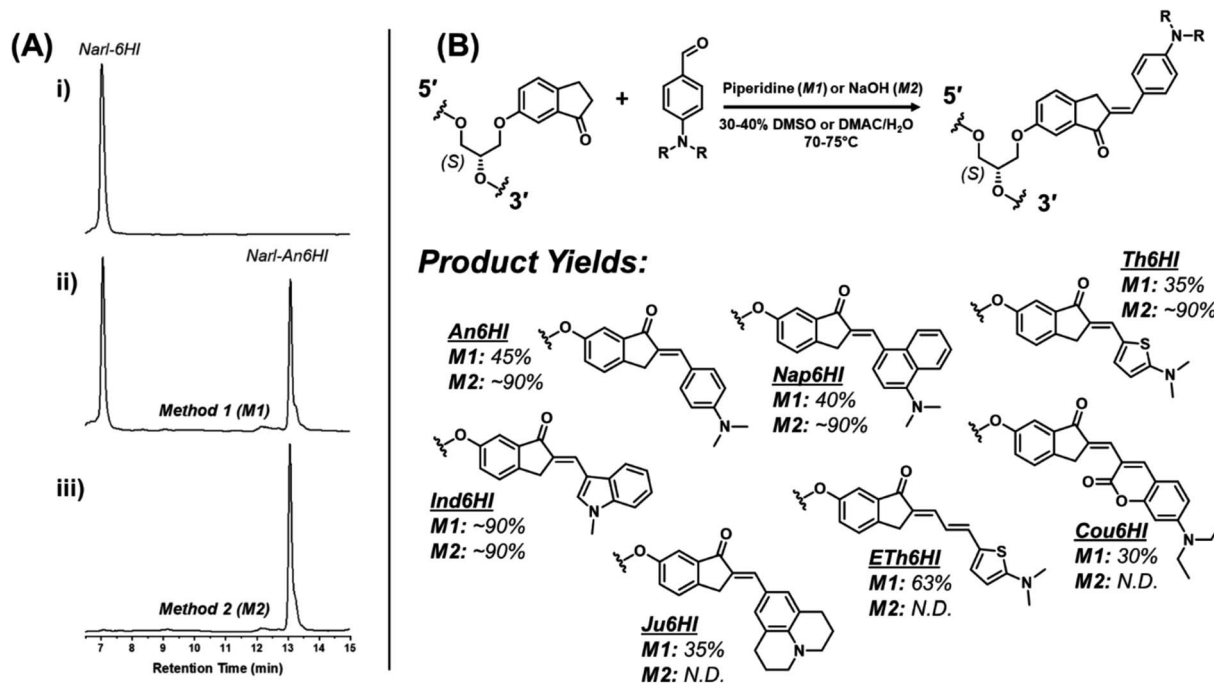 (A)
Narl-6HI
i)
Narl-An6HI
ii)
Method 1 (M1)
iii)
Method 2 (M2)
7 8 9 10 11 12 13 14 15
Retention Time (min)
(B)
5′
O
O
O
(S)
O
3′
+
O
N
R R
Piperidine (M1) or NaOH (M2)
30-40% DMSO or DMAC/H₂O
70-75°C
R
N-R
5′
O
O
O
(S)
O
3′
Product Yields:
O
O
An6HI
M1: 45%
M2: ~90%
N
O
O
Nap6HI
M1: 40%
M2: ~90%
N
Th6HI
M1: 35%
M2: ~90%
O
O
S
N
O
O
Ind6HI
M1: ~90%
M2: ~90%
N
O
O
Ju6HI
M1: 35%
M2: N.D.
N
O
O
ETh6HI
M1: 63%
M2: N.D.
S
N
O
O
O
O
Cou6HI
M1: 30%
M2: N.D.
N